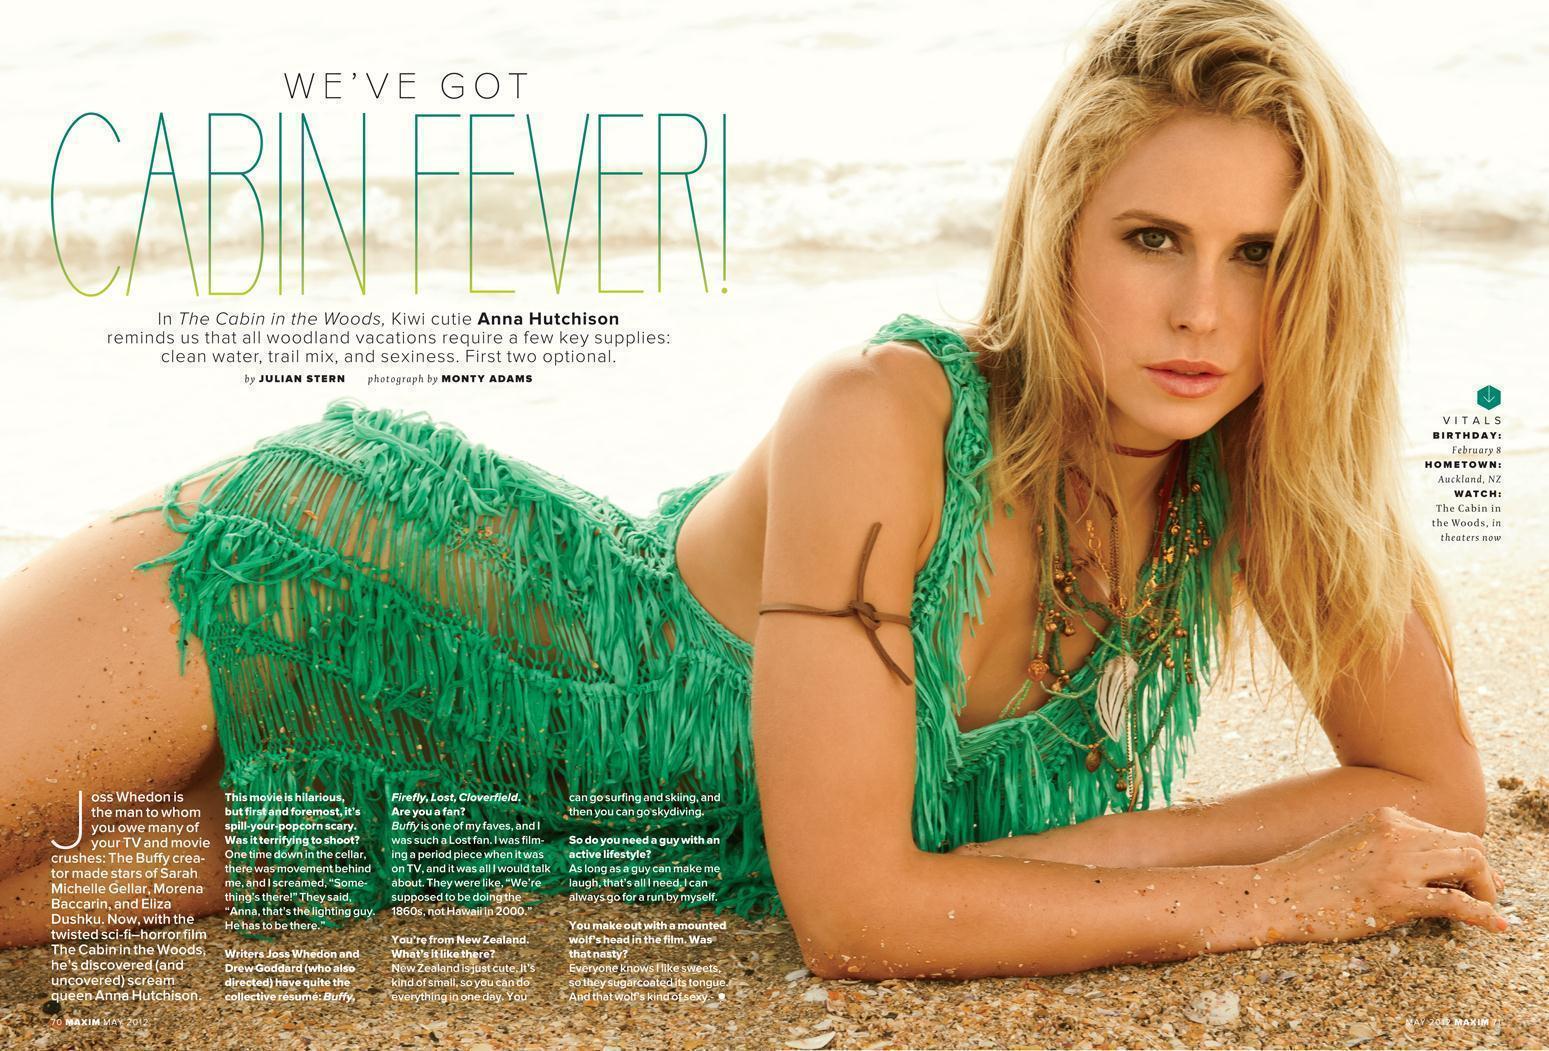 WE'VE GOT
CABIN FEVER!
In The Cabin in the Woods, Kiwi cutie Anna Hutchison
reminds us that all woodland vacations require a few key supplies:
clean water, trail mix, and sexiness. First two optional.
by JULIAN STERN photograph by MONTY ADAMS
VITALS
BIRTHDAY:
February 8
HOMETOWN:
Auckland, NZ
WATCH:
The Cabin in
the Woods, in
theaters now
Joss Whedon is
the man to whom
you owe many of
your TV and movie
crushes: The Buffy crea-
tor made stars of Sarah
Michelle Gellar, Morena
Baccarin, and Eliza
Dushku. Now, with the
twisted sci-fi–horror film
The Cabin in the Woods,
he's discovered (and
uncovered) scream
queen Anna Hutchison.
This movie is hilarious,
but first and foremost, it's
spill-your-popcorn scary.
Was it terrifying to shoot?
One time down in the cellar,
there was movement behind
me, and I screamed, "Some-
thing's there!" They said,
"Anna, that's the lighting guy.
He has to be there."
Writers Joss Whedon and
Drew Goddard (who also
directed) have quite the
collective résumé: Buffy,
Firefly, Lost, Cloverfield.
Are you a fan?
Buffy is one of my faves, and I
was such a Lost fan. I was film-
ing a period piece when it was
on TV, and it was all I would talk
about. They were like, "We're
supposed to be doing the
1860s, not Hawaii in 2000."
You're from New Zealand.
What's it like there?
New Zealand is just cute. It's
kind of small, so you can do
everything in one day. You
can go surfing and skiing, and
then you can go skydiving.
So do you need a guy with an
active lifestyle?
As long as a guy can make me
laugh, that's all I need. I can
always go for a run by myself.
You make out with a mounted
wolf's head in the film. Was
that nasty?
Everyone knows I like sweets,
so they sugarcoated its tongue.
And that wolf's kind of sexy.
70 MAXIM MAY 2012
MAY 2012 MAXIM 71